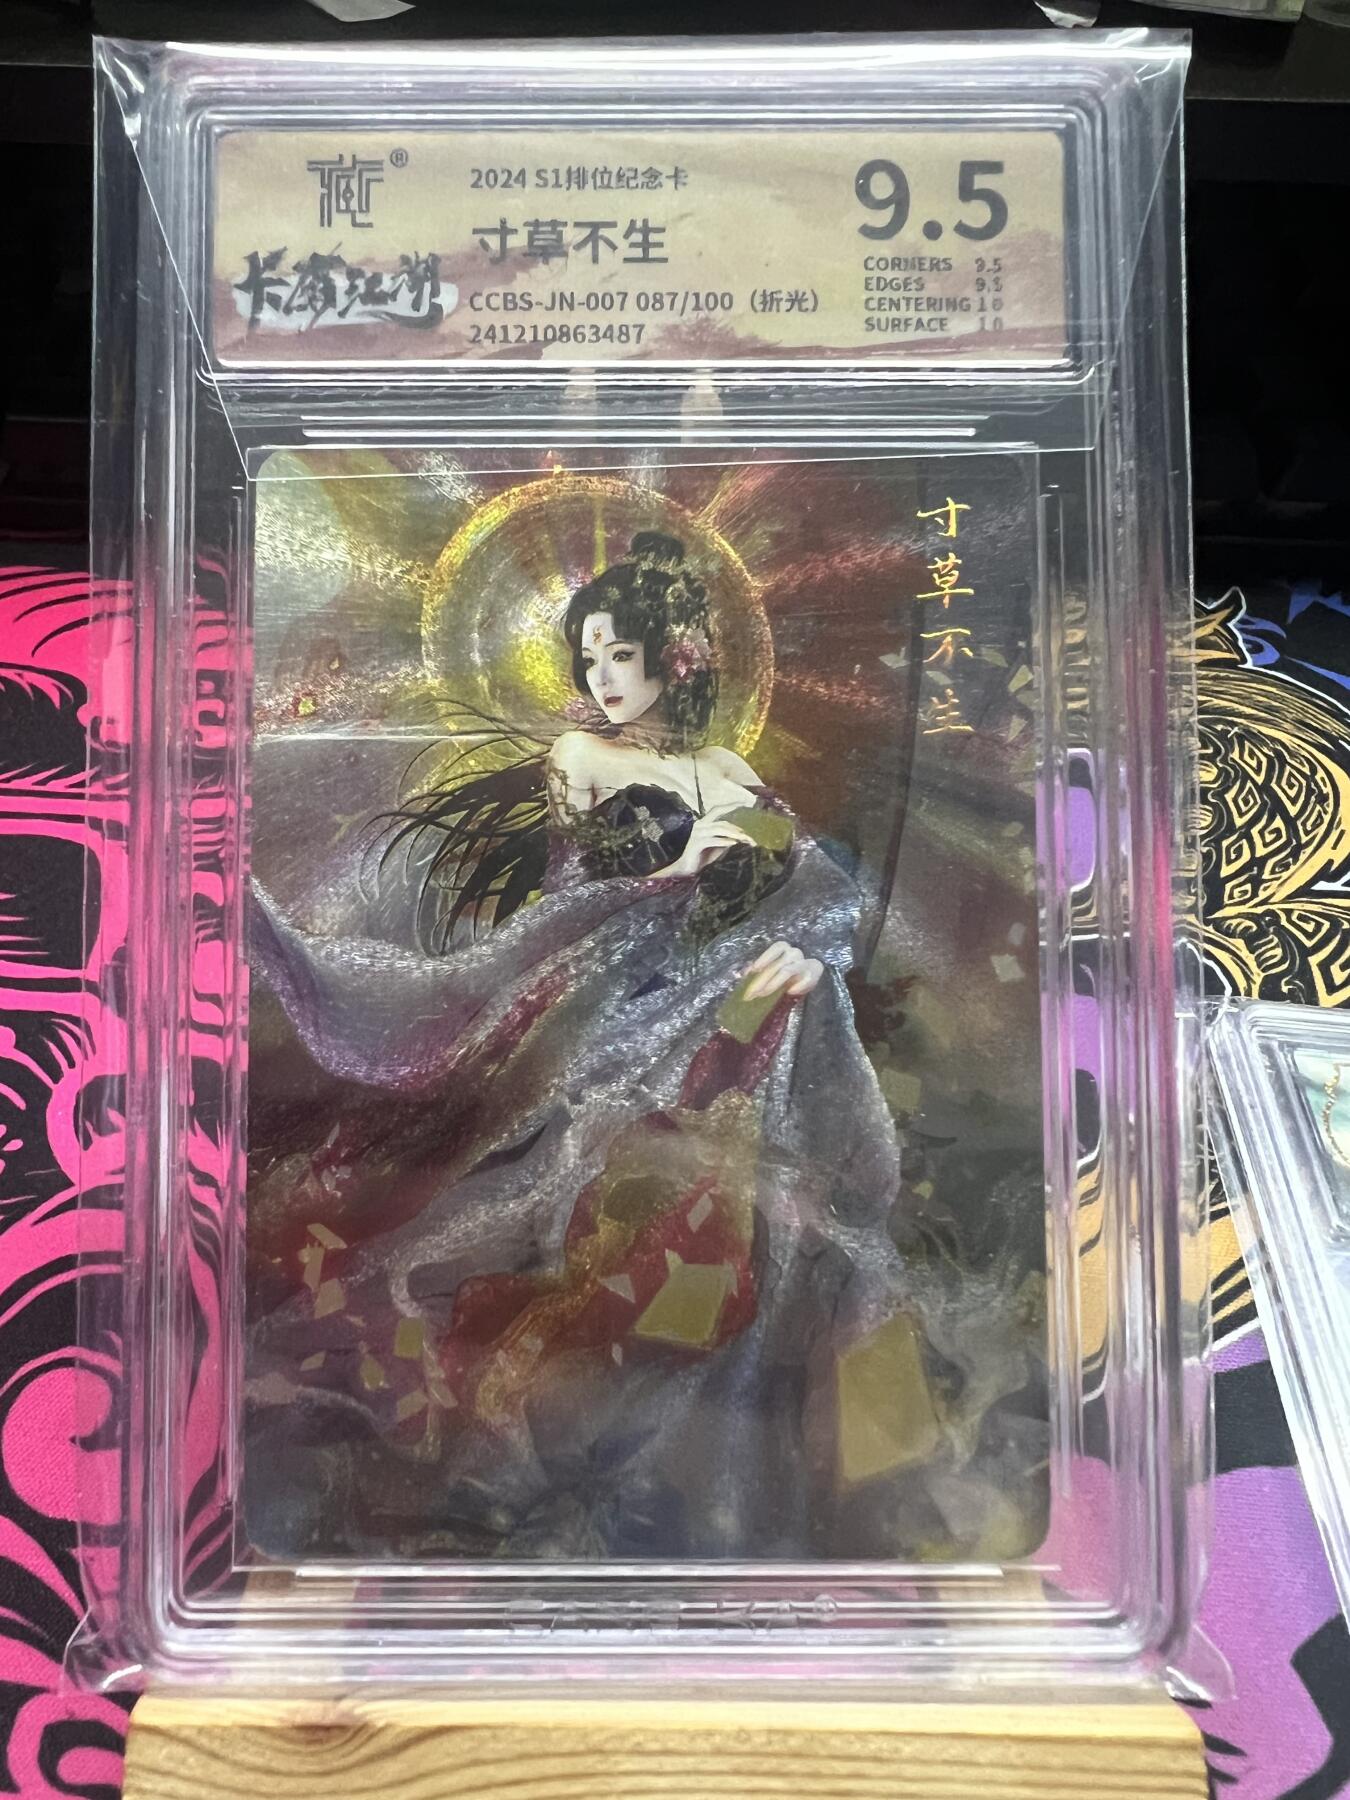 藏®
卡藏江湖
2024 S1排位纪念卡
寸草不生
CCBS-JN-007 087/100（折光）
241210863487
9.5
CORNERS 9.5
EDGES 9.5
CENTERING 10
SURFACE 10
寸草不生